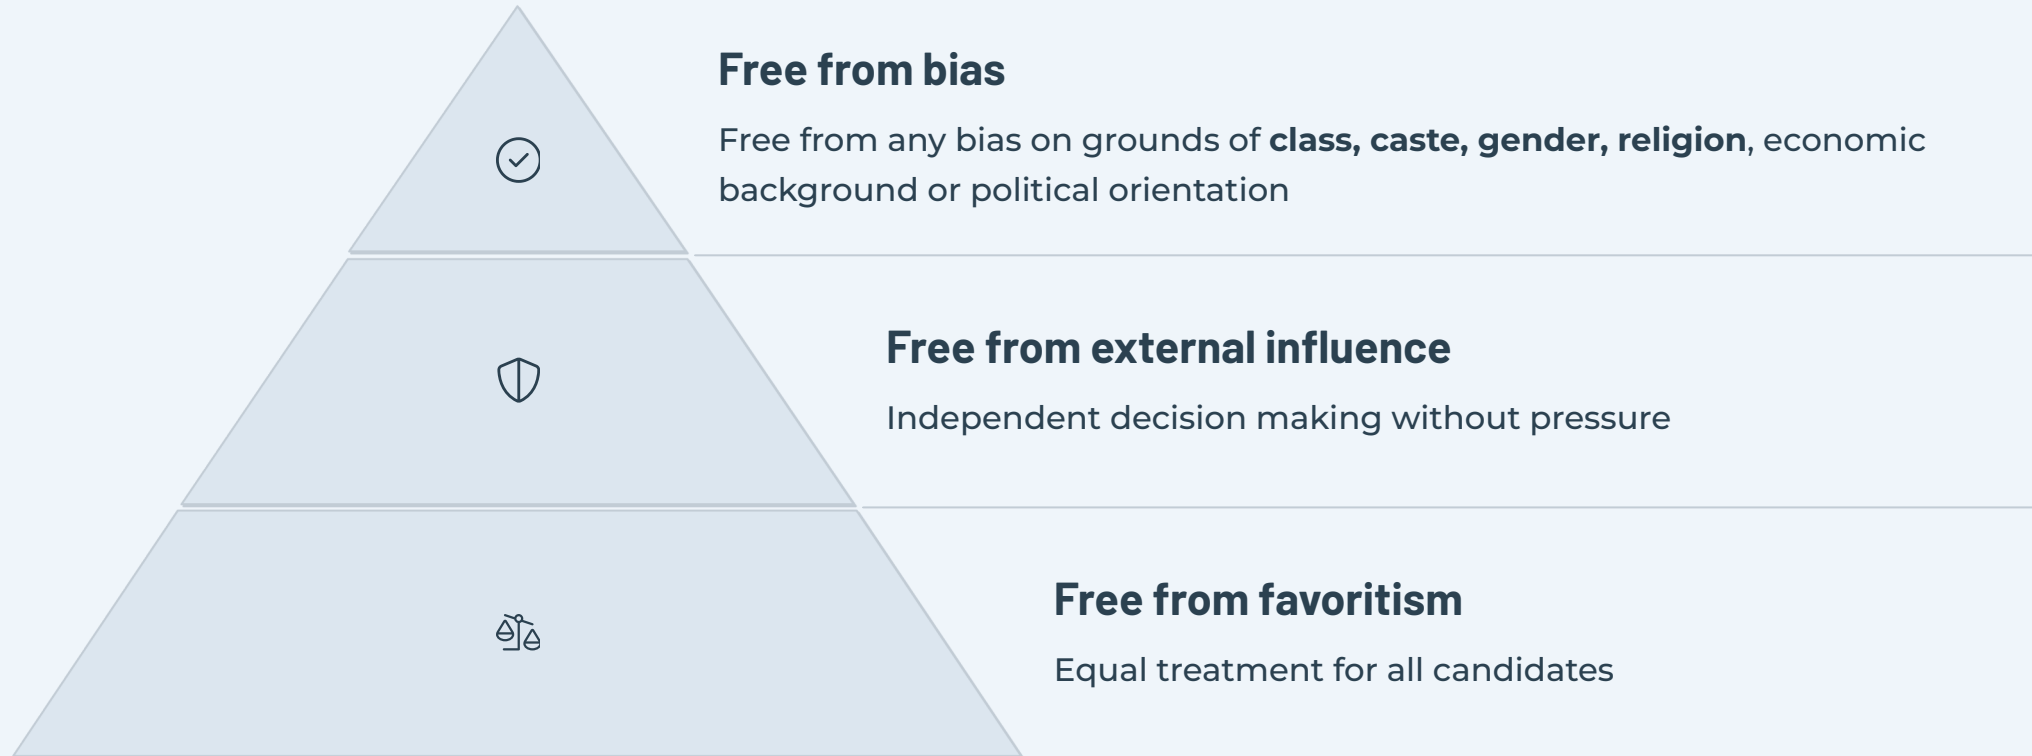 Free from bias
Free from any bias on grounds of class, caste, gender, religion, economic
background or political orientation
Free from external influence
Independent decision making without pressure
Free from favoritism
Equal treatment for all candidates